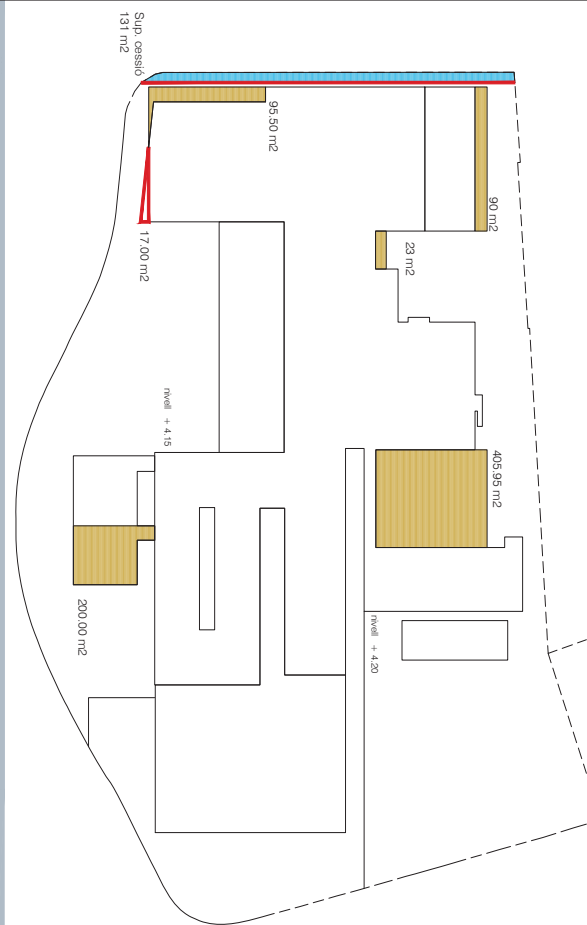 Sup. cessió
131 m2
95.50 m2
90 m2
17.00 m2
23 m2
nivell + 4.15
405.95 m2
200.00 m2
nivell + 4.20